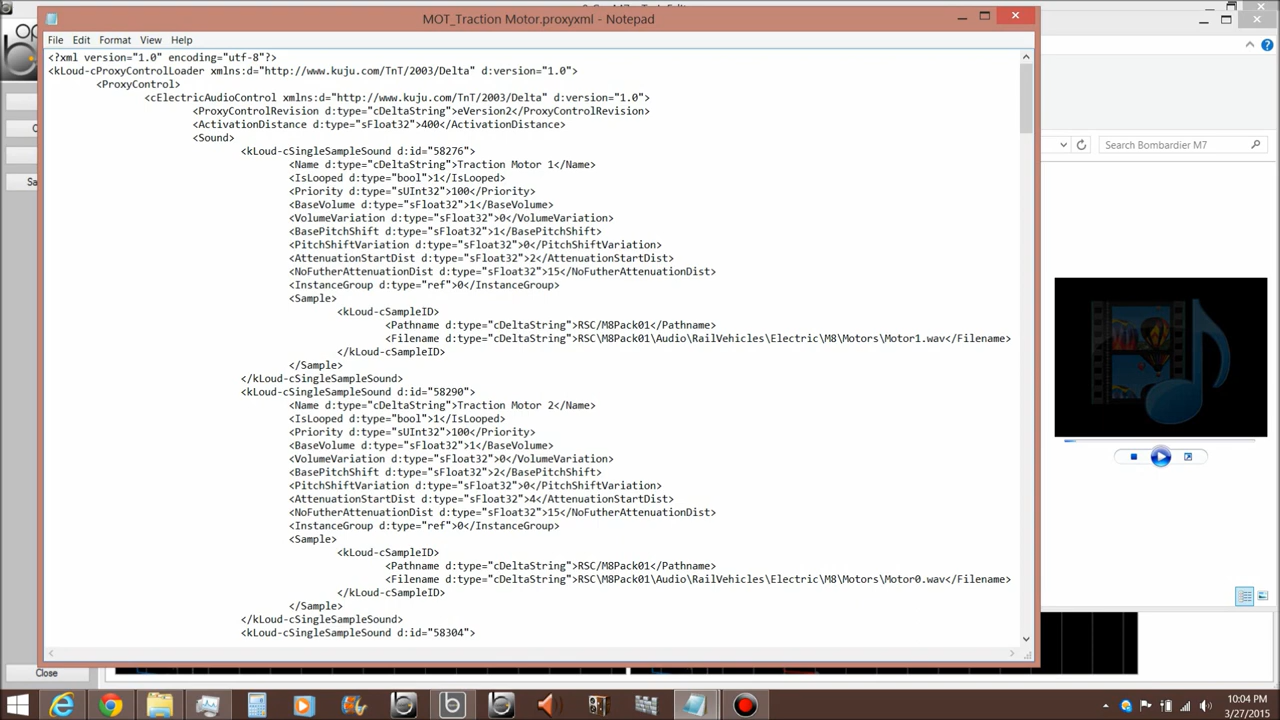 MOT_Traction Motor.proxyxml - Notepad
File Edit Format View Help
<?xml version="1.0" encoding="utf-8"?>
<kLoud-cProxyControlLoader xmlns:d="http://www.kuju.com/TnT/2003/Delta" d:version="1.0">
<ProxyControl>
<cElectricAudioControl xmlns:d="http://www.kuju.com/TnT/2003/Delta" d:version="1.0">
<ProxyControlRevision d:type="cDeltaString">eVersion2</ProxyControlRevision>
<ActivationDistance d:type="sFloat32">400</ActivationDistance>
<Sound>
<kLoud-cSingleSampleSound d:id="58276">
<Name d:type="cDeltaString">Traction Motor 1</Name>
<IsLooped d:type="bool">1</IsLooped>
<Priority d:type="sUInt32">100</Priority>
<BaseVolume d:type="sFloat32">1</BaseVolume>
<VolumeVariation d:type="sFloat32">0</VolumeVariation>
<BasePitchShift d:type="sFloat32">1</BasePitchShift>
<PitchShiftVariation d:type="sFloat32">0</PitchShiftVariation>
<AttenuationStartDist d:type="sFloat32">2</AttenuationStartDist>
<NoFutherAttenuationDist d:type="sFloat32">15</NoFutherAttenuationDist>
<InstanceGroup d:type="ref">0</InstanceGroup>
<Sample>
<kLoud-cSampleID>
<Pathname d:type="cDeltaString">RSC/M8Pack01</Pathname>
<Filename d:type="cDeltaString">RSC\M8Pack01\Audio\RailVehicles\Electric\M8\Motors\Motor1.wav</Filename>
</kLoud-cSampleID>
</Sample>
</kLoud-cSingleSampleSound>
<kLoud-cSingleSampleSound d:id="58290">
<Name d:type="cDeltaString">Traction Motor 2</Name>
<IsLooped d:type="bool">1</IsLooped>
<Priority d:type="sUInt32">100</Priority>
<BaseVolume d:type="sFloat32">1</BaseVolume>
<VolumeVariation d:type="sFloat32">0</VolumeVariation>
<BasePitchShift d:type="sFloat32">2</BasePitchShift>
<PitchShiftVariation d:type="sFloat32">0</PitchShiftVariation>
<AttenuationStartDist d:type="sFloat32">4</AttenuationStartDist>
<NoFutherAttenuationDist d:type="sFloat32">15</NoFutherAttenuationDist>
<InstanceGroup d:type="ref">0</InstanceGroup>
<Sample>
<kLoud-cSampleID>
<Pathname d:type="cDeltaString">RSC/M8Pack01</Pathname>
<Filename d:type="cDeltaString">RSC\M8Pack01\Audio\RailVehicles\Electric\M8\Motors\Motor0.wav</Filename>
</kLoud-cSampleID>
</Sample>
</kLoud-cSingleSampleSound>
<kLoud-cSingleSampleSound d:id="58304">
Search Bombardier M7
Close
10:04 PM
3/27/2015